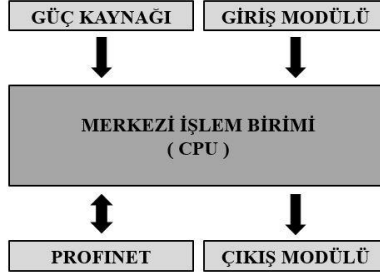 GÜÇ KAYNAĞI
GİRİŞ MODÜLÜ
MERKEZİ İŞLEM BİRİMİ
( CPU )
PROFINET
ÇIKIŞ MODÜLÜ